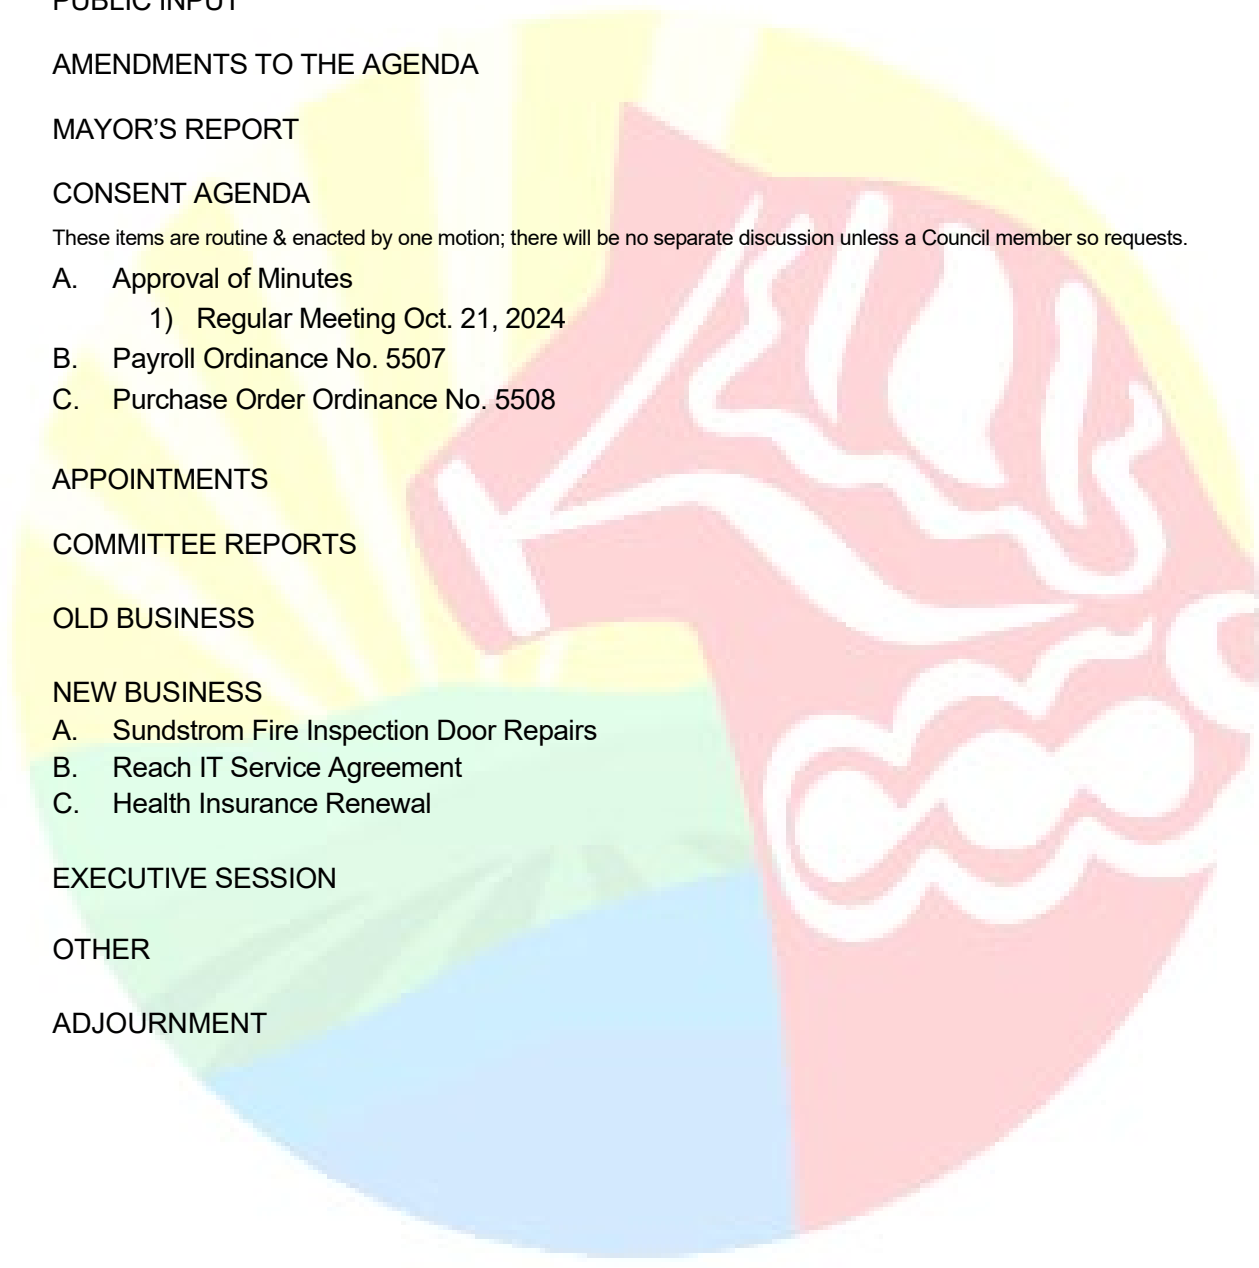 PUBLIC INPUT
AMENDMENTS TO THE AGENDA
MAYOR’S REPORT
CONSENT AGENDA
These items are routine & enacted by one motion; there will be no separate discussion unless a Council member so requests.
A. Approval of Minutes
1) Regular Meeting Oct. 21, 2024
B. Payroll Ordinance No. 5507
C. Purchase Order Ordinance No. 5508
APPOINTMENTS
COMMITTEE REPORTS
OLD BUSINESS
NEW BUSINESS
A. Sundstrom Fire Inspection Door Repairs
B. Reach IT Service Agreement
C. Health Insurance Renewal
EXECUTIVE SESSION
OTHER
ADJOURNMENT